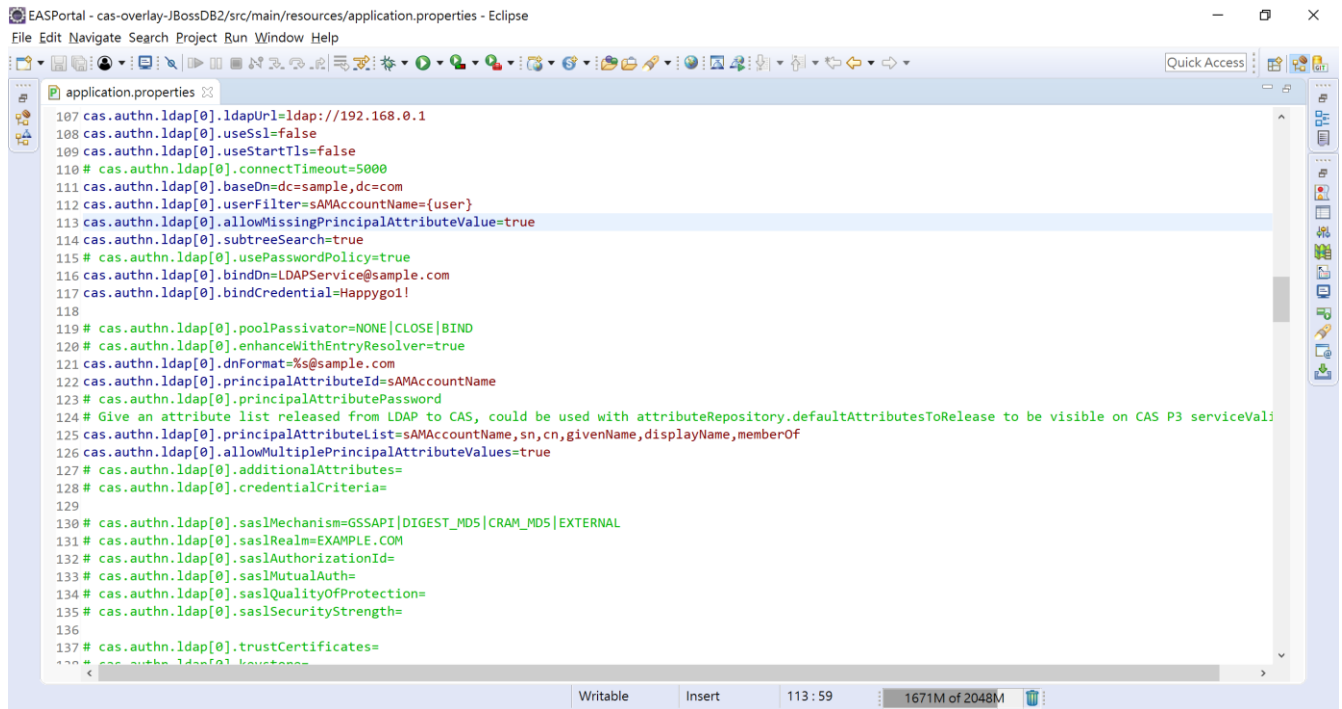 EASPortal - cas-overlay-JBossDB2/src/main/resources/application.properties - Eclipse
File Edit Navigate Search Project Run Window Help
Quick Access
application.properties
107 cas.authn.ldap[0].ldapUrl=ldap://192.168.0.1
108 cas.authn.ldap[0].useSsl=false
109 cas.authn.ldap[0].useStartTls=false
110 # cas.authn.ldap[0].connectTimeout=5000
111 cas.authn.ldap[0].baseDn=dc=sample,dc=com
112 cas.authn.ldap[0].userFilter=sAMAccountName={user}
113 cas.authn.ldap[0].allowMissingPrincipalAttributeValue=true
114 cas.authn.ldap[0].subtreeSearch=true
115 # cas.authn.ldap[0].usePasswordPolicy=true
116 cas.authn.ldap[0].bindDn=LDAPService@sample.com
117 cas.authn.ldap[0].bindCredential=Happygo1!
118
119 # cas.authn.ldap[0].poolPassivator=NONE|CLOSE|BIND
120 # cas.authn.ldap[0].enhanceWithEntryResolver=true
121 cas.authn.ldap[0].dnFormat=%s@sample.com
122 cas.authn.ldap[0].principalAttributeId=sAMAccountName
123 # cas.authn.ldap[0].principalAttributePassword
124 # Give an attribute list released from LDAP to CAS, could be used with attributeRepository.defaultAttributesToRelease to be visible on CAS P3 serviceVali
125 cas.authn.ldap[0].principalAttributeList=sAMAccountName,sn,cn,givenName,displayName,memberOf
126 cas.authn.ldap[0].allowMultiplePrincipalAttributeValues=true
127 # cas.authn.ldap[0].additionalAttributes=
128 # cas.authn.ldap[0].credentialCriteria=
129
130 # cas.authn.ldap[0].saslMechanism=GSSAPI|DIGEST_MD5|CRAM_MD5|EXTERNAL
131 # cas.authn.ldap[0].saslRealm=EXAMPLE.COM
132 # cas.authn.ldap[0].saslAuthorizationId=
133 # cas.authn.ldap[0].saslMutualAuth=
134 # cas.authn.ldap[0].saslQualityOfProtection=
135 # cas.authn.ldap[0].saslSecurityStrength=
136
137 # cas.authn.ldap[0].trustCertificates=
138 # cas.authn.ldap[0].keystore=
Writable Insert 113 : 59 1671M of 2048M